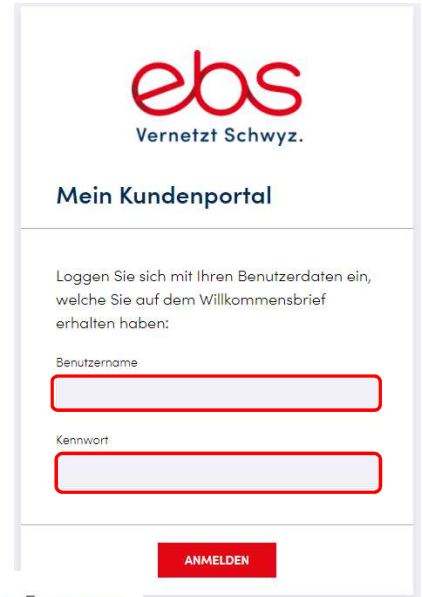 ebs
Vernetzt Schwyz.
Mein Kundenportal
Loggen Sie sich mit Ihren Benutzerdaten ein,
welche Sie auf dem Willkommensbrief
erhalten haben:
Benutzername
Kennwort
ANMELDEN